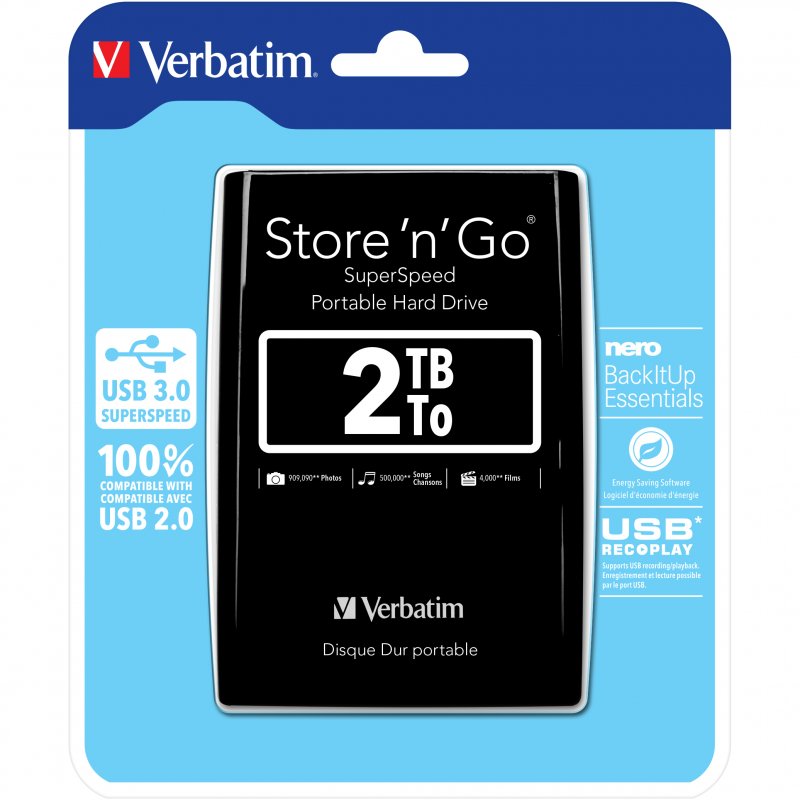 Verbatim®
Store 'n' Go®
SuperSpeed
Portable Hard Drive
2 TB
To
909,090** Photos
500,000** Songs
Chansons
4,000** Films
Verbatim
Disque Dur portable
USB 3.0
SUPERSPEED
100%
COMPATIBLE WITH
COMPATIBLE AVEC
USB 2.0
nero
BackItUp
Essentials
Energy Saving Software
Logiciel d'économie d'énergie
USB*
RECOPLAY
Supports USB recording/playback.
Enregistrement et lecture possible
par le port USB.